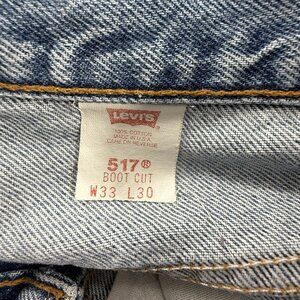 LEVI'S
100% COTTON
MADE IN U.S.A.
CARE ON REVERSE
517®
BOOT CUT
W33 L30